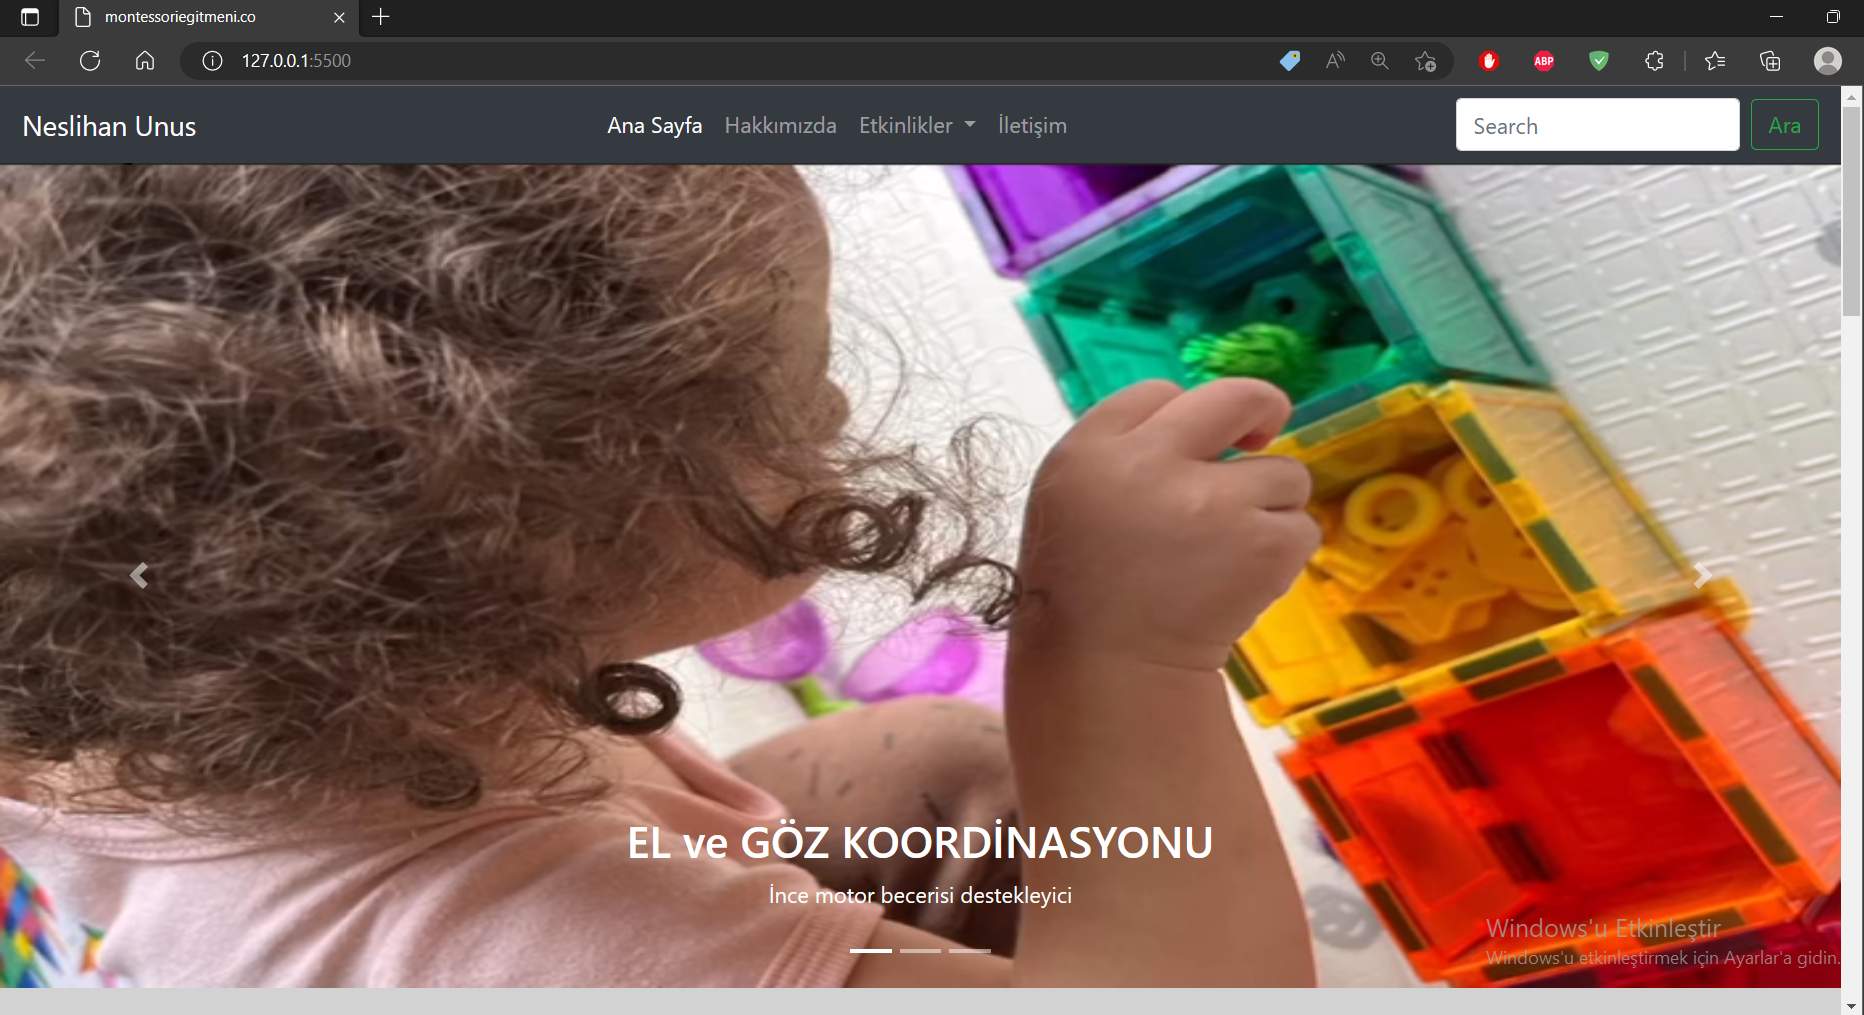 montessoriegitmeni.co
127.0.0.1:5500
ABP
Neslihan Unus
Ana Sayfa
Hakkımızda
Etkinlikler
İletişim
Search
Ara
EL ve GÖZ KOORDİNASYONU
İnce motor becerisi destekleyici
Windows'u Etkinleştir
Windows'u etkinleştirmek için Ayarlar'a gidin.